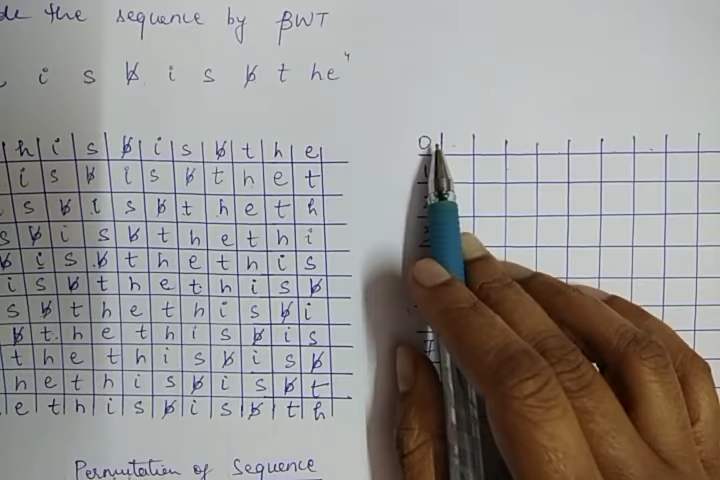 the sequence by BWT
i s ƀ i s ƀ t he"
h i s ƀ i s ƀ t h e
i s ƀ i s ƀ t h e t
s ƀ i s ƀ t h e t h
s ƀ i s ƀ t h e t h i
ƀ i s ƀ t h e t h i s
i s ƀ t h e t h i s ƀ
s ƀ t h e t h i s ƀ i
ƀ t h e t h i s ƀ i s
t h e t h i s ƀ i s ƀ
h e t h i s ƀ i s ƀ t
e t h i s ƀ i s ƀ t h
0
Permutation of Sequence